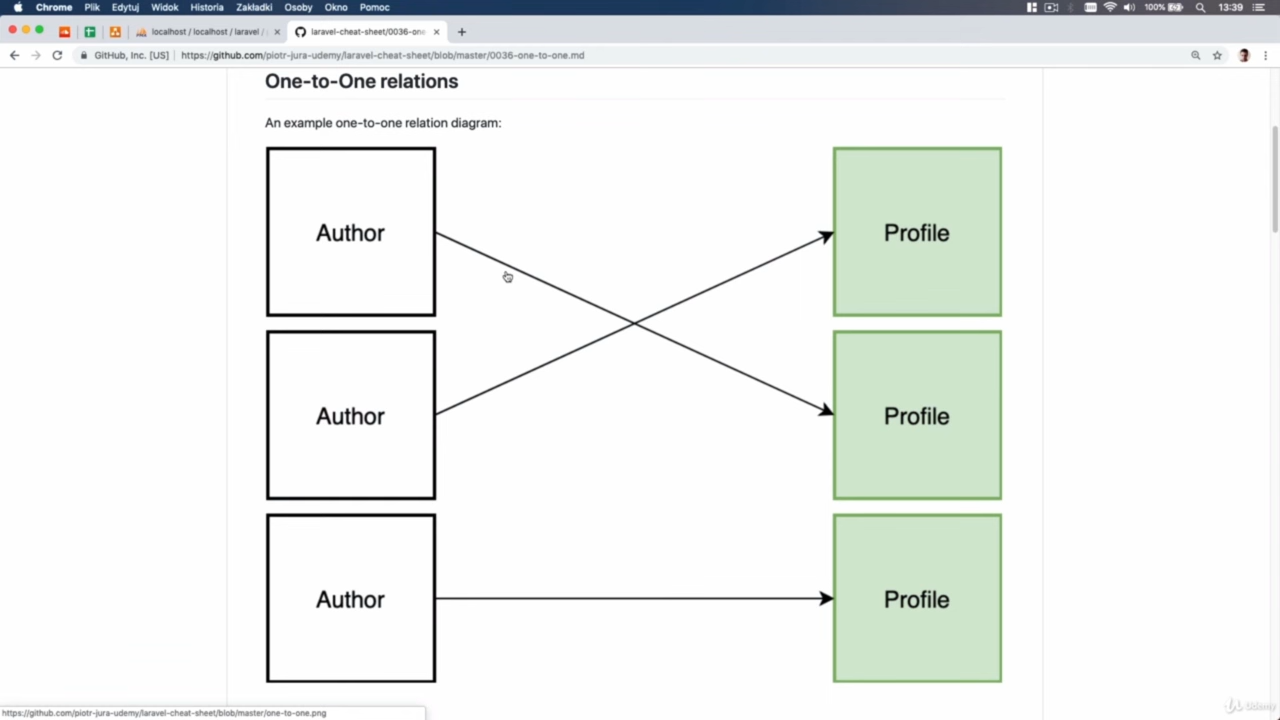 Chrome Plik Edytuj Widok Historia Zakładki Osoby Okno Pomoc 100% 13:39
localhost / localhost / laravel / laravel-cheat-sheet/0036-one
GitHub, Inc. [US] https://github.com/piotr-jura-udemy/laravel-cheat-sheet/blob/master/0036-one-to-one.md
One-to-One relations
An example one-to-one relation diagram:
Author Profile
Author Profile
Author Profile
https://github.com/piotr-jura-udemy/laravel-cheat-sheet/blob/master/one-to-one.png
Udemy